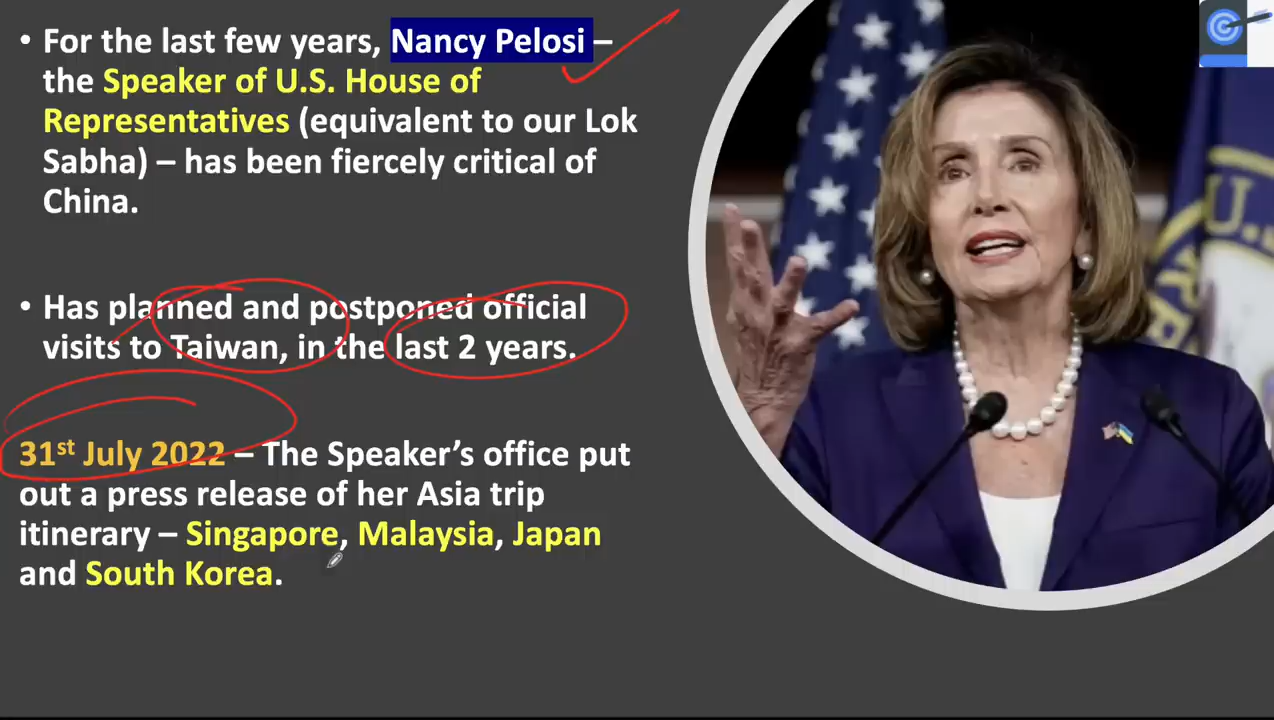 • For the last few years, Nancy Pelosi –
the Speaker of U.S. House of
Representatives (equivalent to our Lok
Sabha) – has been fiercely critical of
China.
• Has planned and postponed official
visits to Taiwan, in the last 2 years.
31st July 2022 – The Speaker’s office put
out a press release of her Asia trip
itinerary – Singapore, Malaysia, Japan
and South Korea.
U.S.